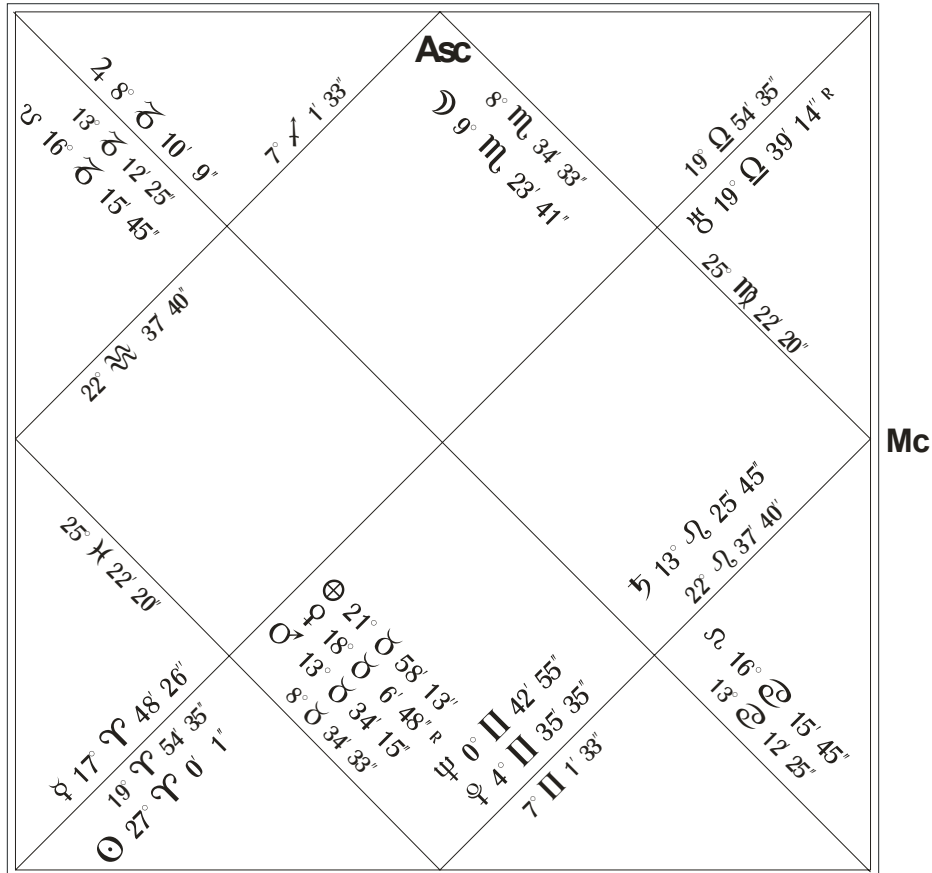 Asc
☽ 9° ♏ 23' 41"
8° ♏ 34' 33"
7° ♐ 1' 33"
♃ 8° ♑ 10' 9"
13° ♑ 12' 25"
☋ 16° ♑ 15' 45"
22° ♒ 37' 40"
25° ♓ 22' 20"
☿ 17° ♈ 48' 26"
19° ♈ 54' 35"
☉ 27° ♈ 0' 1"
⊗ 21° ♉ 58' 13"
♀ 18° ♉ 6' 48" R
♂ 13° ♉ 34' 15"
8° ♉ 34' 33"
♆ 0° ♊ 42' 55"
♀ 4° ♊ 35' 35"
7° ♊ 1' 33"
☊ 16° ♋ 15' 45"
13° ♋ 12' 25"
♄ 13° ♌ 25' 45"
22° ♌ 37' 40"
Mc
25° ♍ 22' 20"
19° ♎ 54' 35"
♅ 19° ♎ 39' 14" R